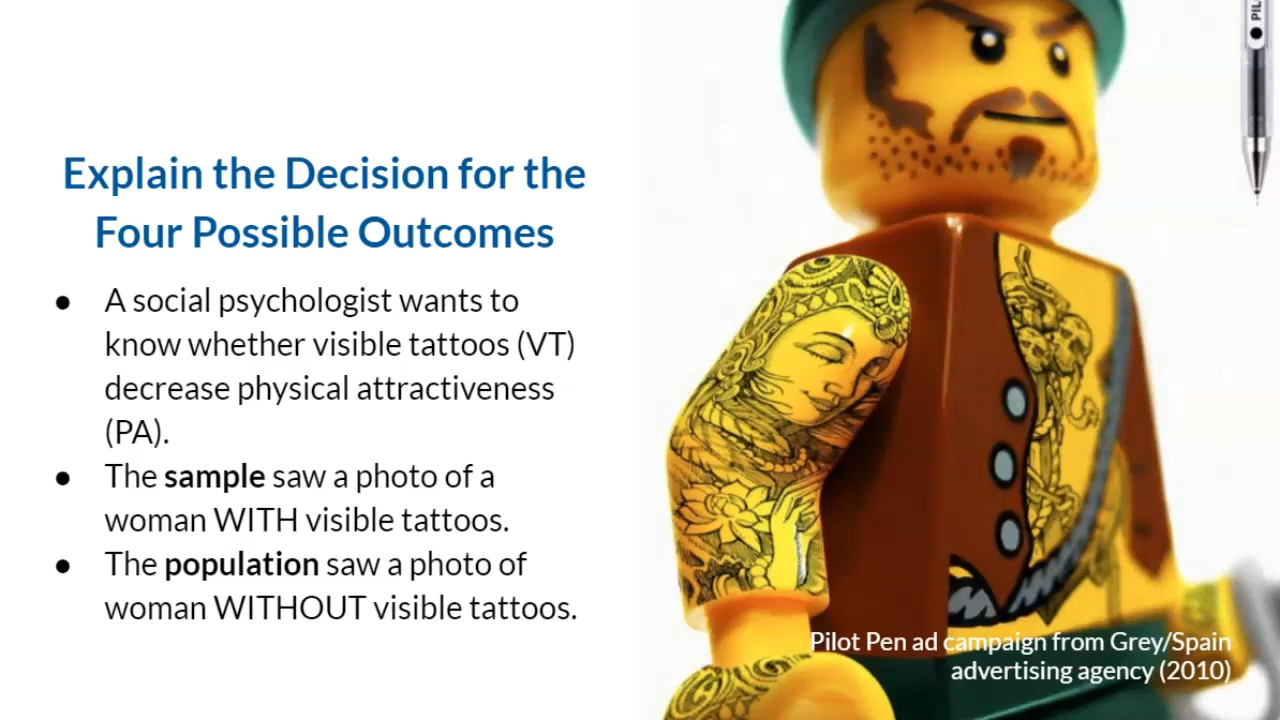 Explain the Decision for the
Four Possible Outcomes
● A social psychologist wants to
know whether visible tattoos (VT)
decrease physical attractiveness
(PA).
● The sample saw a photo of a
woman WITH visible tattoos.
● The population saw a photo of
woman WITHOUT visible tattoos.
PIL
Pilot Pen ad campaign from Grey/Spain
advertising agency (2010)